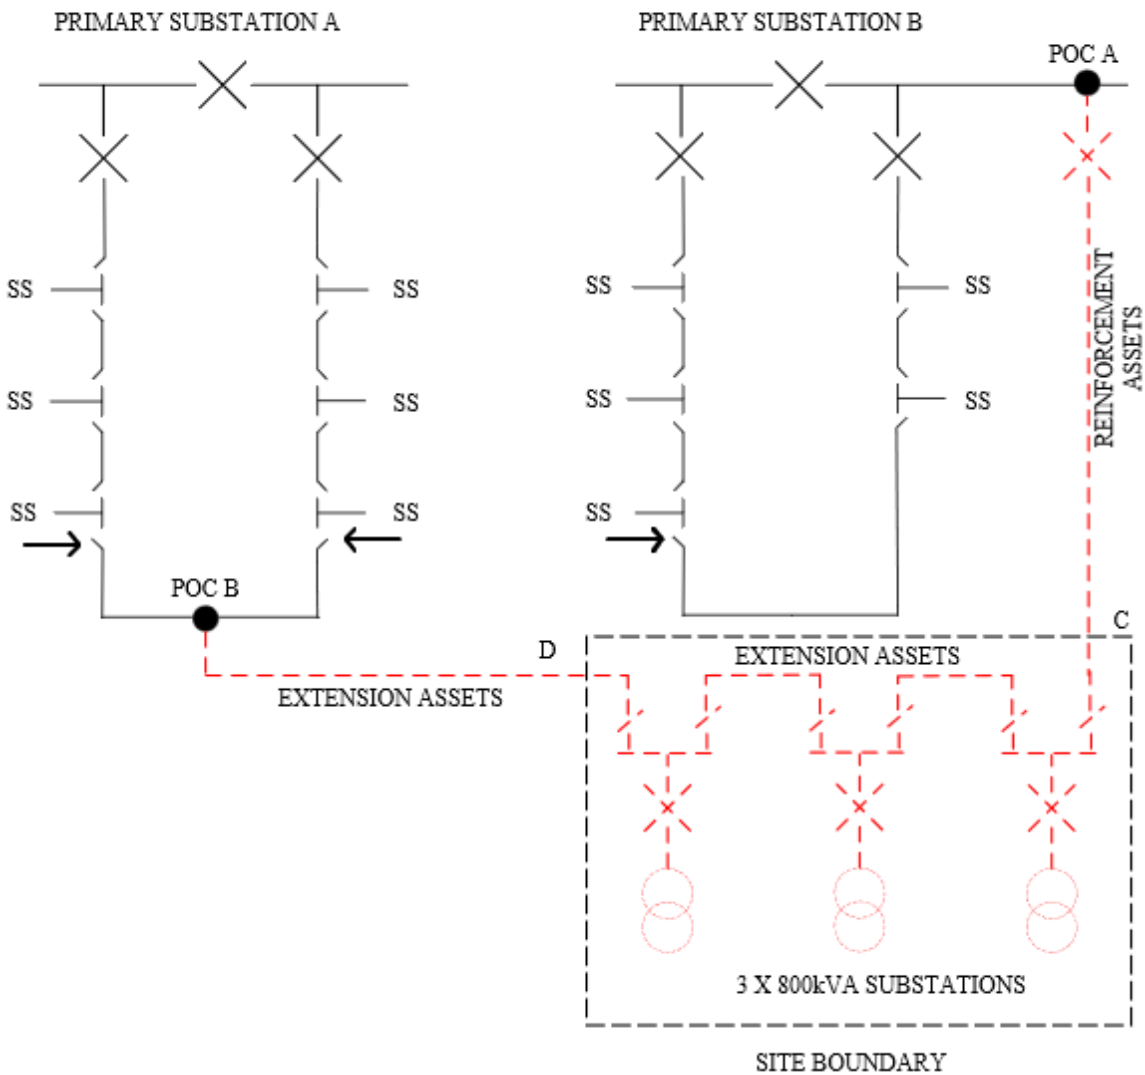 PRIMARY SUBSTATION A
PRIMARY SUBSTATION B
POC A
SS
SS
SS
SS
SS
SS
SS
SS
SS
SS
SS
REINFORCEMENT
ASSETS
POC B
C
D
EXTENSION ASSETS
EXTENSION ASSETS
3 X 800kVA SUBSTATIONS
SITE BOUNDARY